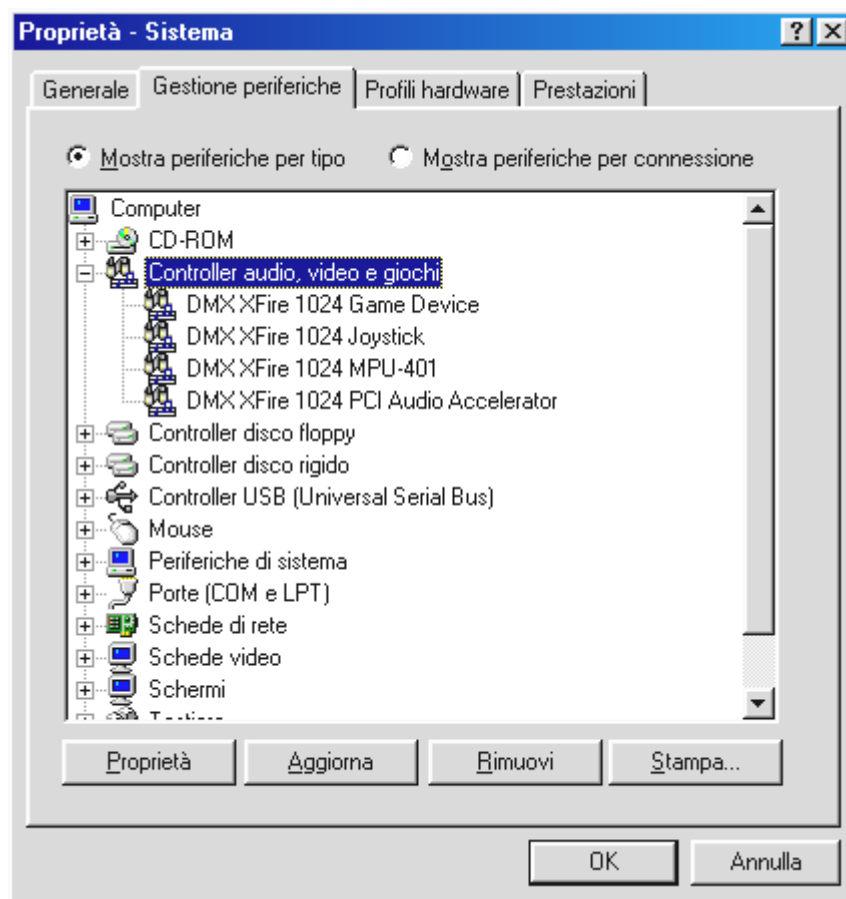 Proprietà - Sistema
Generale Gestione periferiche Profili hardware Prestazioni
Mostra periferiche per tipo Mostra periferiche per connessione
Computer
CD-ROM
Controller audio, video e giochi
DMX XFire 1024 Game Device
DMX XFire 1024 Joystick
DMX XFire 1024 MPU-401
DMX XFire 1024 PCI Audio Accelerator
Controller disco floppy
Controller disco rigido
Controller USB (Universal Serial Bus)
Mouse
Periferiche di sistema
Porte (COM e LPT)
Schede di rete
Schede video
Schermi
Proprietà Aggiorna Rimuovi Stampa...
OK Annulla